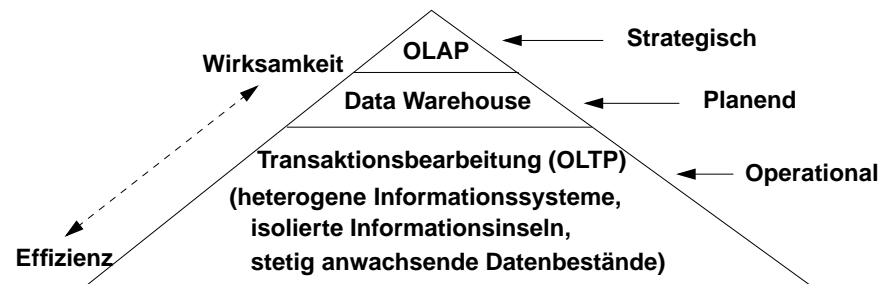 OLAP
Strategisch
Wirksamkeit
Data Warehouse
Planend
Transaktionsbearbeitung (OLTP)
Operational
(heterogene Informationssysteme,
isolierte Informationsinseln,
Effizienz
stetig anwachsende Datenbestände)